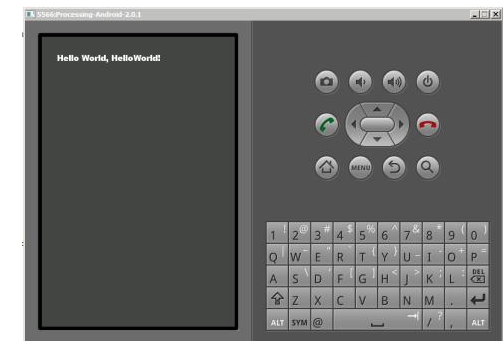 5566:Processing-Android-2.0.1
Hello World, HelloWorld!
MENU
1 ! 2 @ 3 # 4 $ 5 % 6 ^ 7 & 8 * 9 ( 0 )
Q W E R T Y U I O P
A S D F G H J K L DEL
Z X C V B N M .
ALT SYM @ / ? , ALT